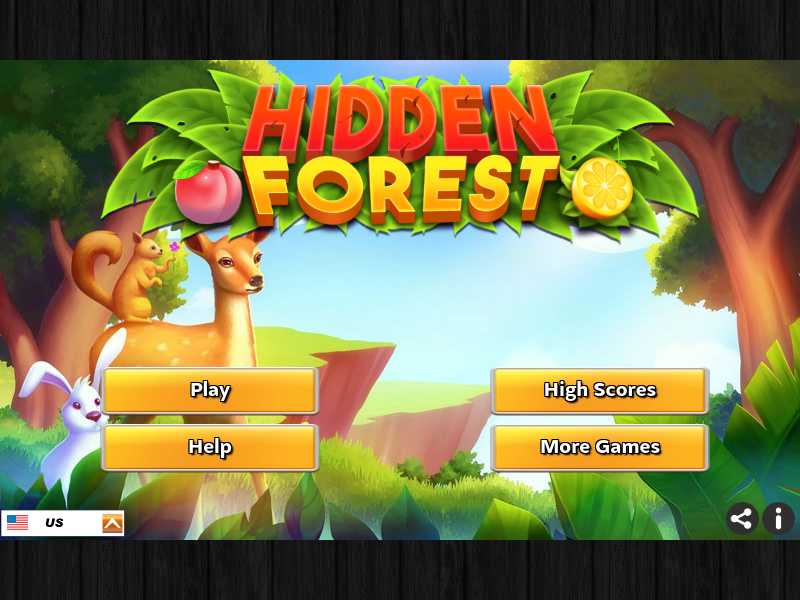 HIDDEN
FOREST
Play
High Scores
Help
More Games
US